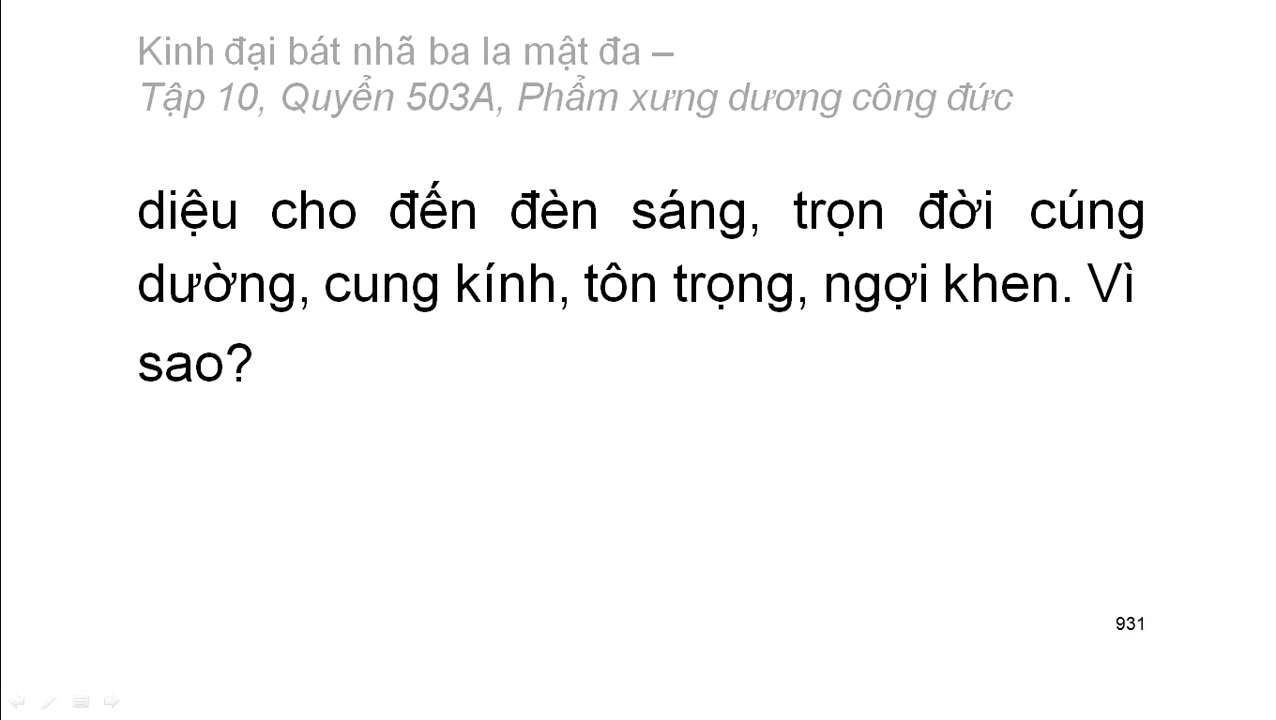 Kinh đại bát nhã ba la mật đa –
Tập 10, Quyển 503A, Phẩm xưng dương công đức
diệu cho đến đèn sáng, trọn đời cúng
dường, cung kính, tôn trọng, ngợi khen. Vì
sao?
931